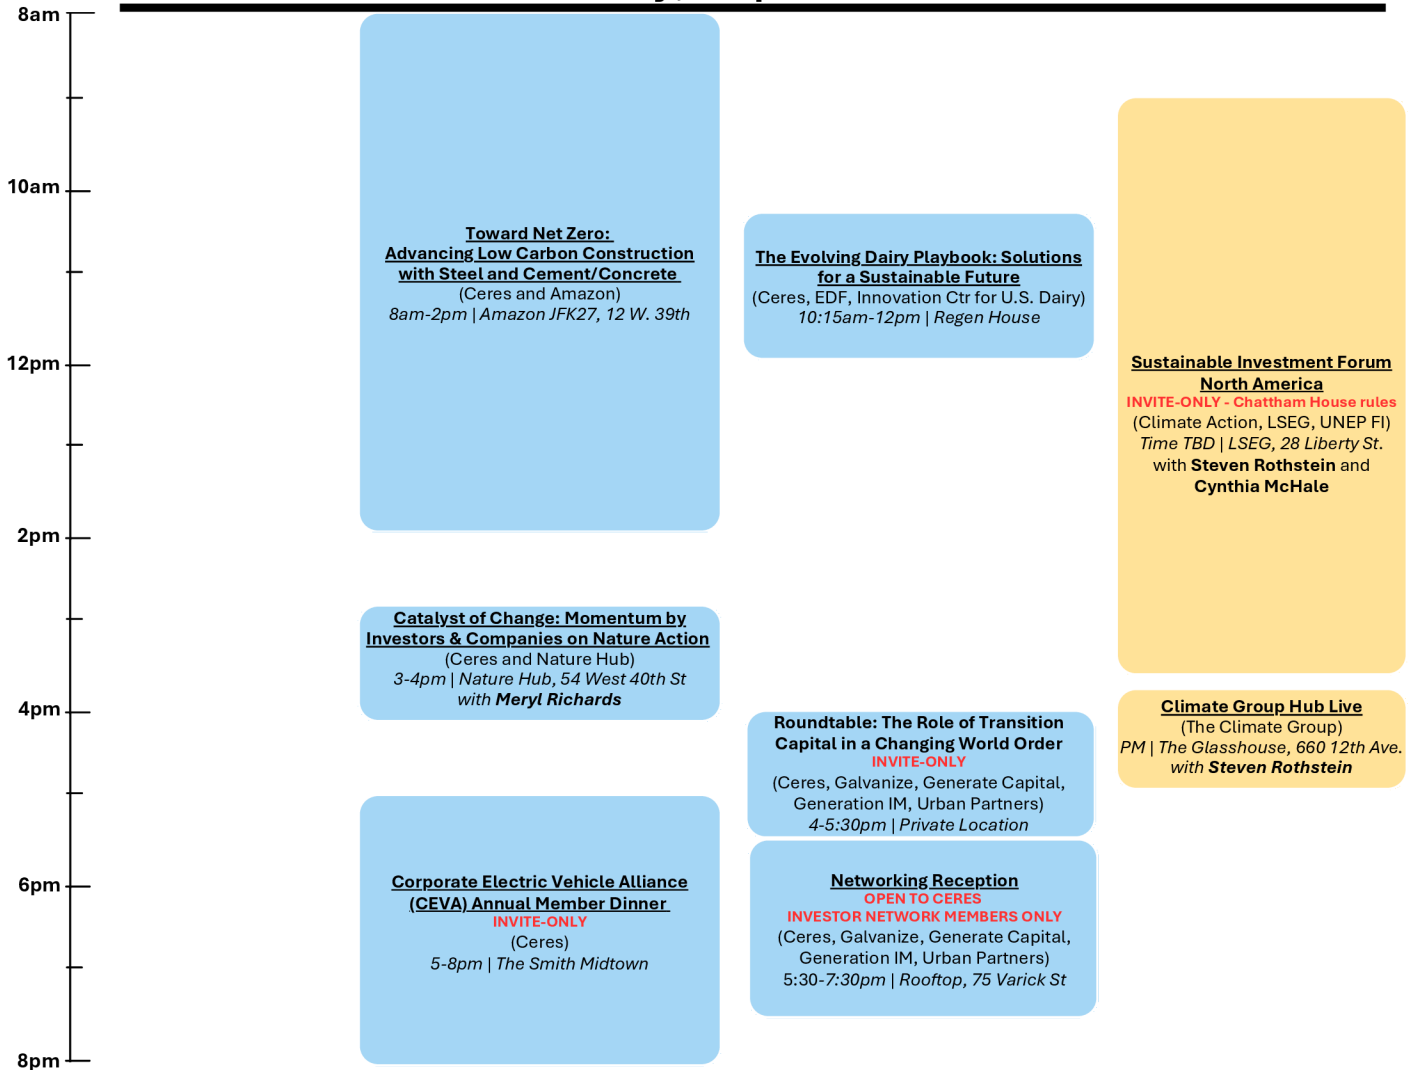 8am
10am
12pm
2pm
4pm
6pm
8pm
Toward Net Zero:
Advancing Low Carbon Construction
with Steel and Cement/Concrete
(Ceres and Amazon)
8am-2pm | Amazon JFK27, 12 W. 39th
The Evolving Dairy Playbook: Solutions
for a Sustainable Future
(Ceres, EDF, Innovation Ctr for U.S. Dairy)
10:15am-12pm | Regen House
Sustainable Investment Forum
North America
INVITE-ONLY - Chattham House rules
(Climate Action, LSEG, UNEP FI)
Time TBD | LSEG, 28 Liberty St.
with Steven Rothstein and
Cynthia McHale
Catalyst of Change: Momentum by
Investors & Companies on Nature Action
(Ceres and Nature Hub)
3-4pm | Nature Hub, 54 West 40th St
with Meryl Richards
Climate Group Hub Live
(The Climate Group)
PM | The Glasshouse, 660 12th Ave.
with Steven Rothstein
Roundtable: The Role of Transition
Capital in a Changing World Order
INVITE-ONLY
(Ceres, Galvanize, Generate Capital,
Generation IM, Urban Partners)
4-5:30pm | Private Location
Corporate Electric Vehicle Alliance
(CEVA) Annual Member Dinner
INVITE-ONLY
(Ceres)
5-8pm | The Smith Midtown
Networking Reception
OPEN TO CERES
INVESTOR NETWORK MEMBERS ONLY
(Ceres, Galvanize, Generate Capital,
Generation IM, Urban Partners)
5:30-7:30pm | Rooftop, 75 Varick St